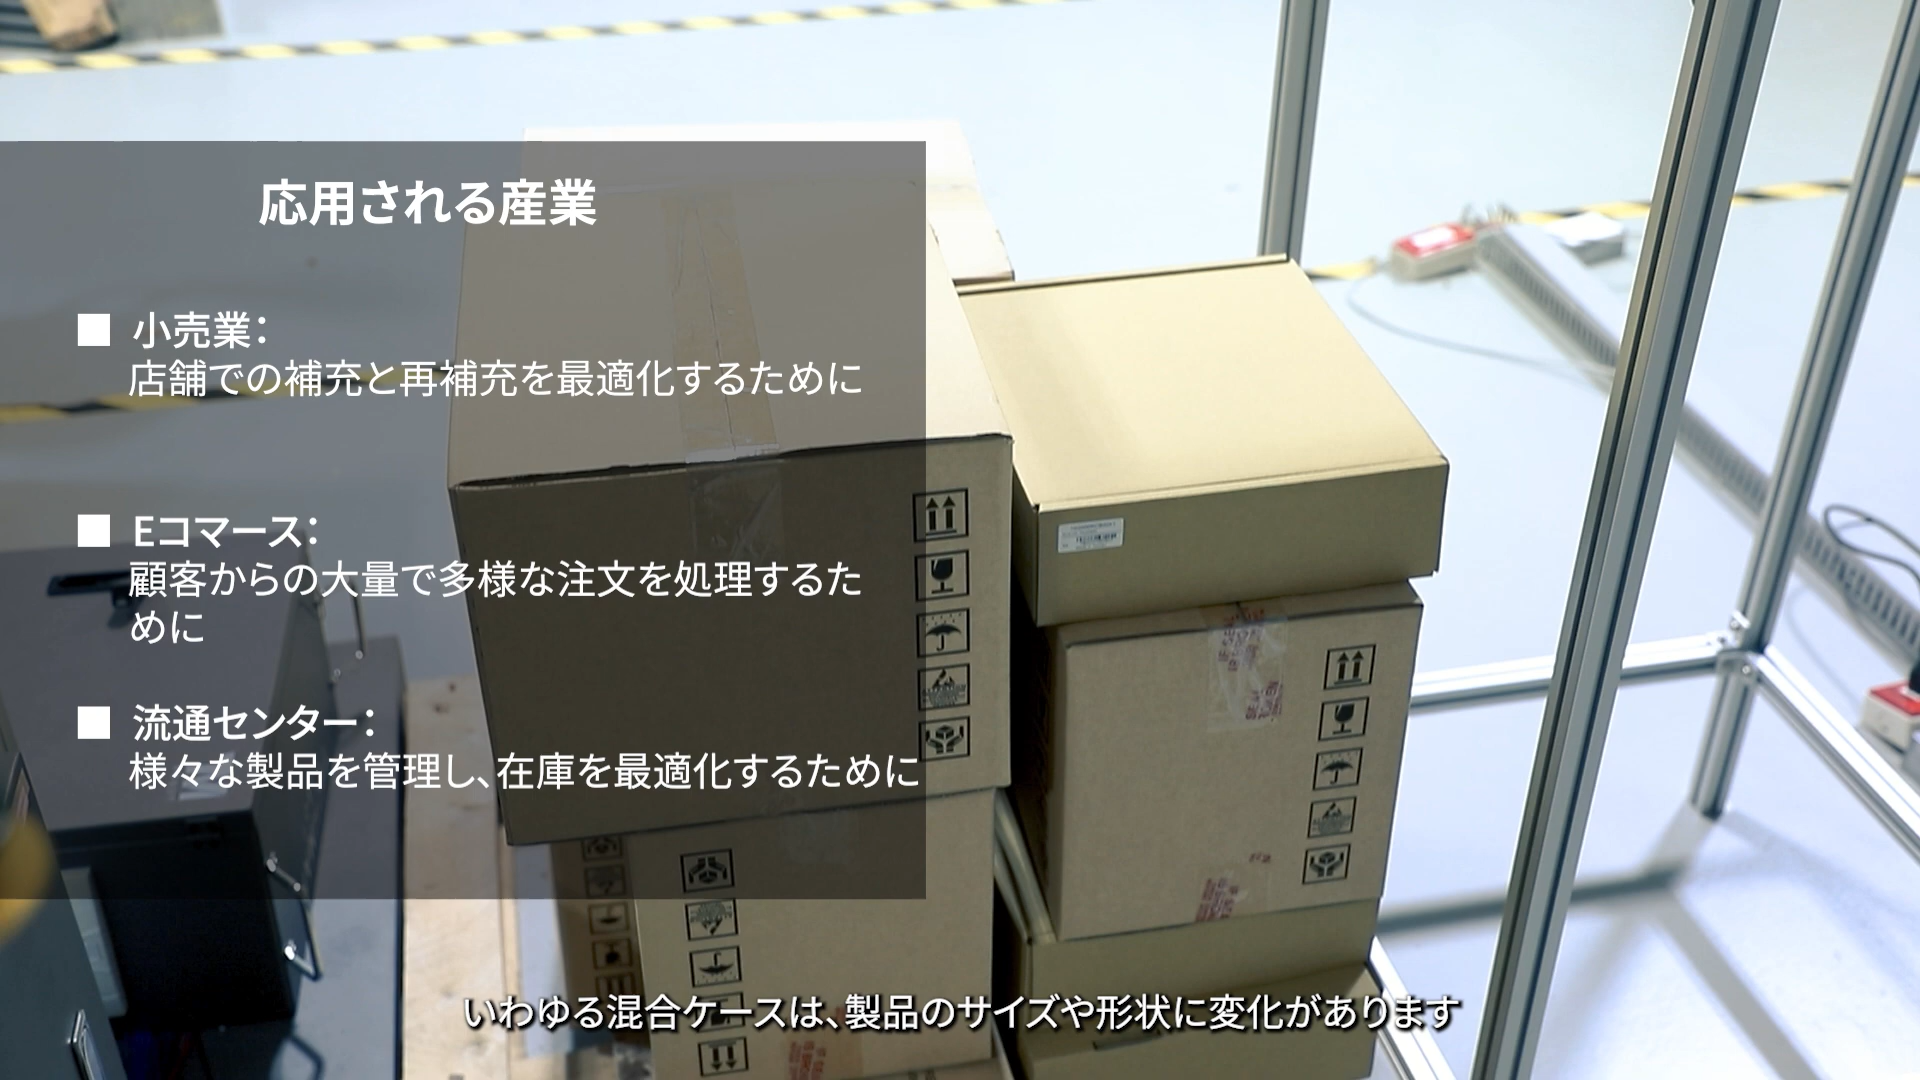 応用される産業
■ 小売業:
店舗での補充と再補充を最適化するために
■ Eコマース:
顧客からの大量で多様な注文を処理するた
めに
■ 流通センター:
様々な製品を管理し、在庫を最適化するために
いわゆる混合ケースは、製品のサイズや形状に変化があります